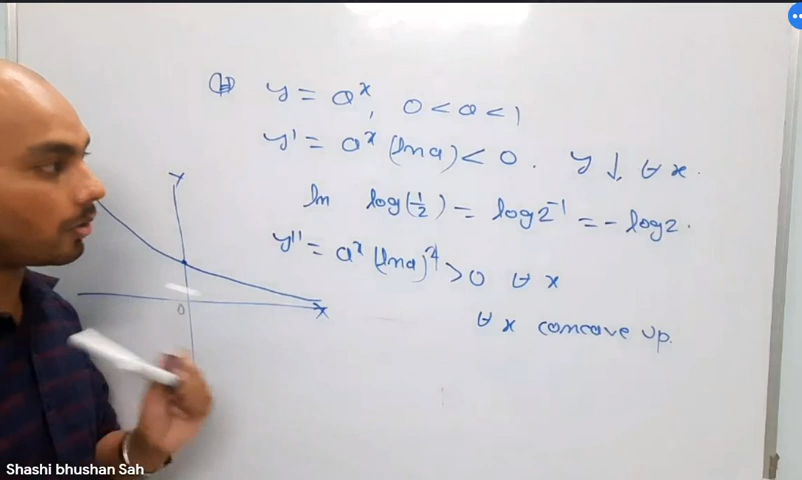 y = a^x, 0 < a < 1
y' = a^x (ln a) < 0. y ↓ ∀ x.
ln log(1/2) = log 2^-1 = - log 2.
y'' = a^x (ln a)^2 > 0 ∀ x
∀ x concave up.
Y
0
X
Shashi bhushan Sah